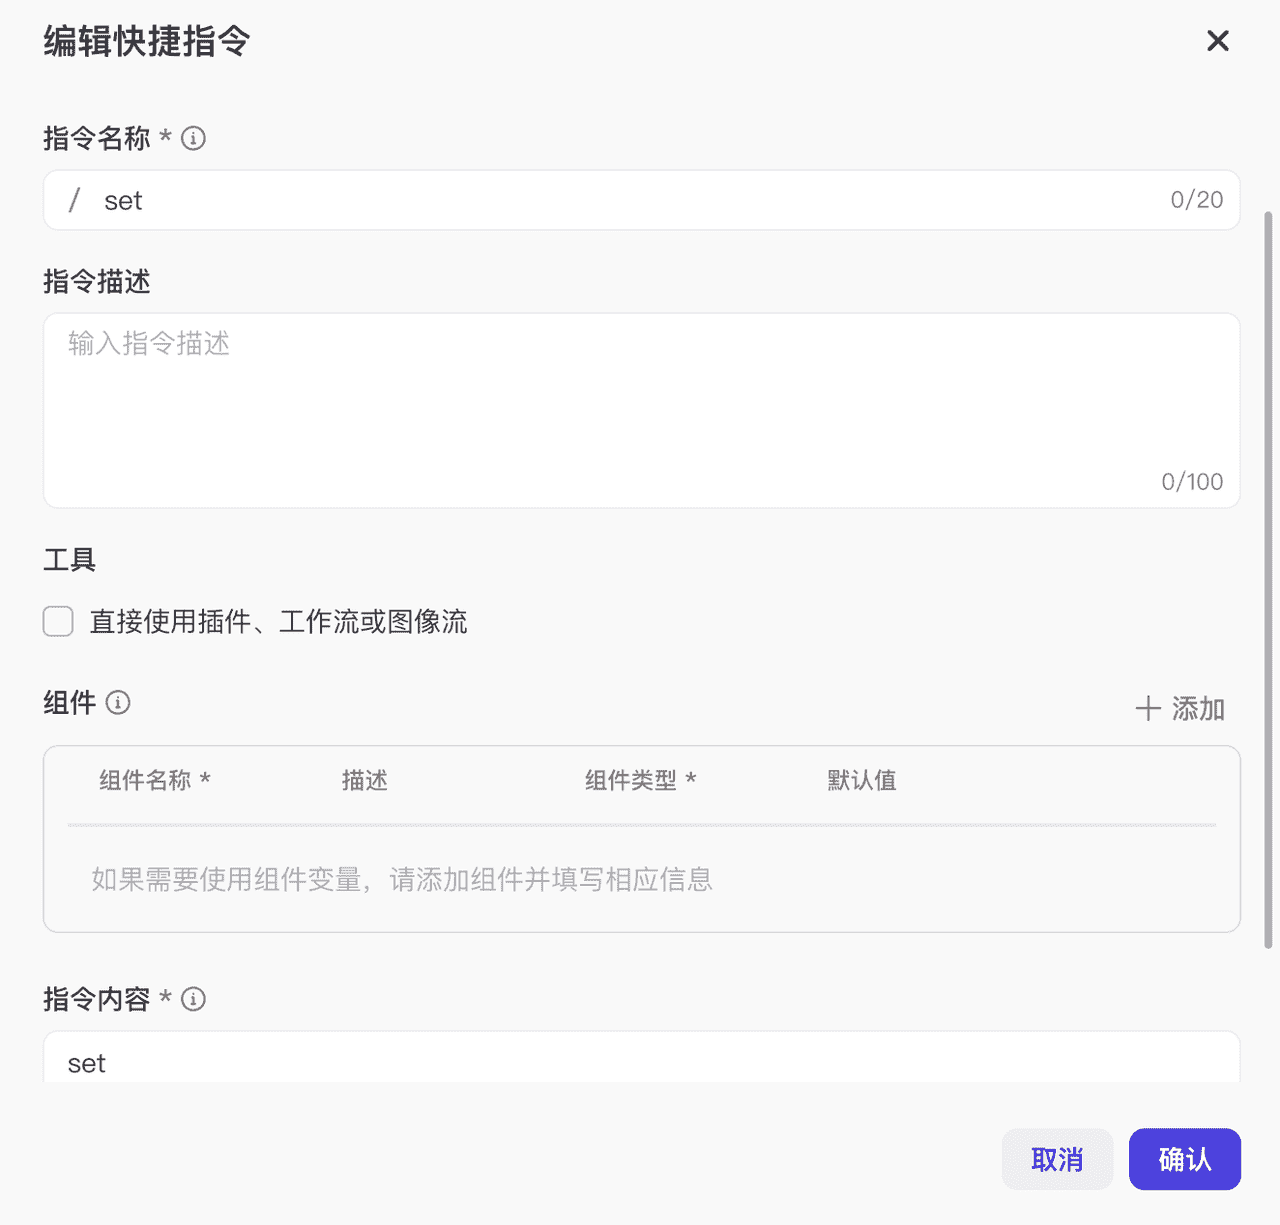 编辑快捷指令
指令名称 *
/ set 0/20
指令描述
输入指令描述
0/100
工具
直接使用插件、工作流或图像流
组件 添加
组件名称 * 描述 组件类型 * 默认值
如果需要使用组件变量，请添加组件并填写相应信息
指令内容 *
set
取消 确认